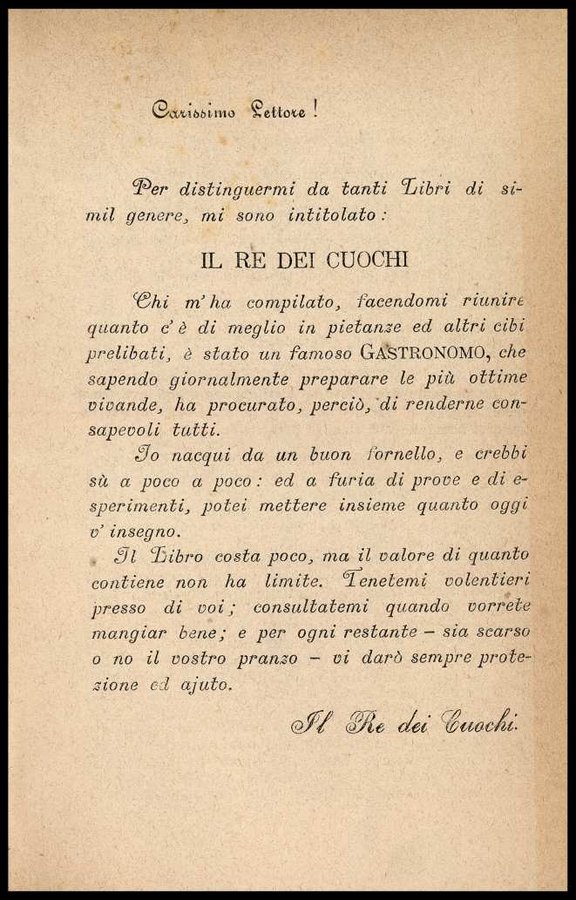 Carissimo Lettore!
Per distinguermi da tanti Libri di si-
mil genere, mi sono intitolato:
IL RE DEI CUOCHI
Chi m'ha compilato, facendomi riunire
quanto c'è di meglio in pietanze ed altri cibi
prelibati, è stato un famoso GASTRONOMO, che
sapendo giornalmente preparare le più ottime
vivande, ha procurato, perciò, di renderne con-
sapevoli tutti.
Io nacqui da un buon fornello, e crebbi
sù a poco a poco: ed a furia di prove e di e-
sperimenti, potei mettere insieme quanto oggi
v'insegno.
Il Libro costa poco, ma il valore di quanto
contiene non ha limite. Tenetemi volentieri
presso di voi; consultatemi quando vorrete
mangiar bene; e per ogni restante – sia scarso
o no il vostro pranzo – vi darò sempre prote-
zione ed ajuto.
Il Re dei Cuochi.